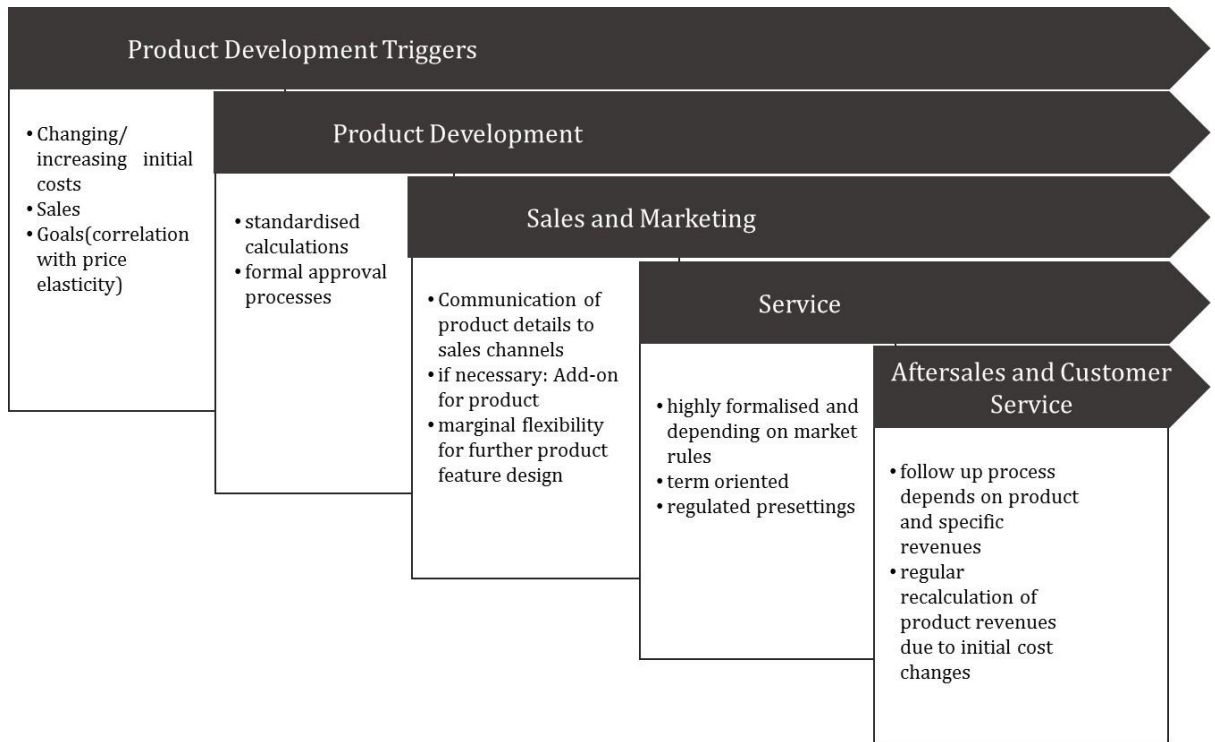 Product Development Triggers
• Changing/
increasing initial
costs
• Sales
• Goals(correlation
with price
elasticity)
Product Development
• standardised
calculations
• formal approval
processes
Sales and Marketing
• Communication of
product details to
sales channels
• if necessary: Add-on
for product
• marginal flexibility
for further product
feature design
Service
• highly formalised and
depending on market
rules
• term oriented
• regulated presettings
Aftersales and Customer
Service
• follow up process
depends on product
and specific
revenues
• regular
recalculation of
product revenues
due to initial cost
changes